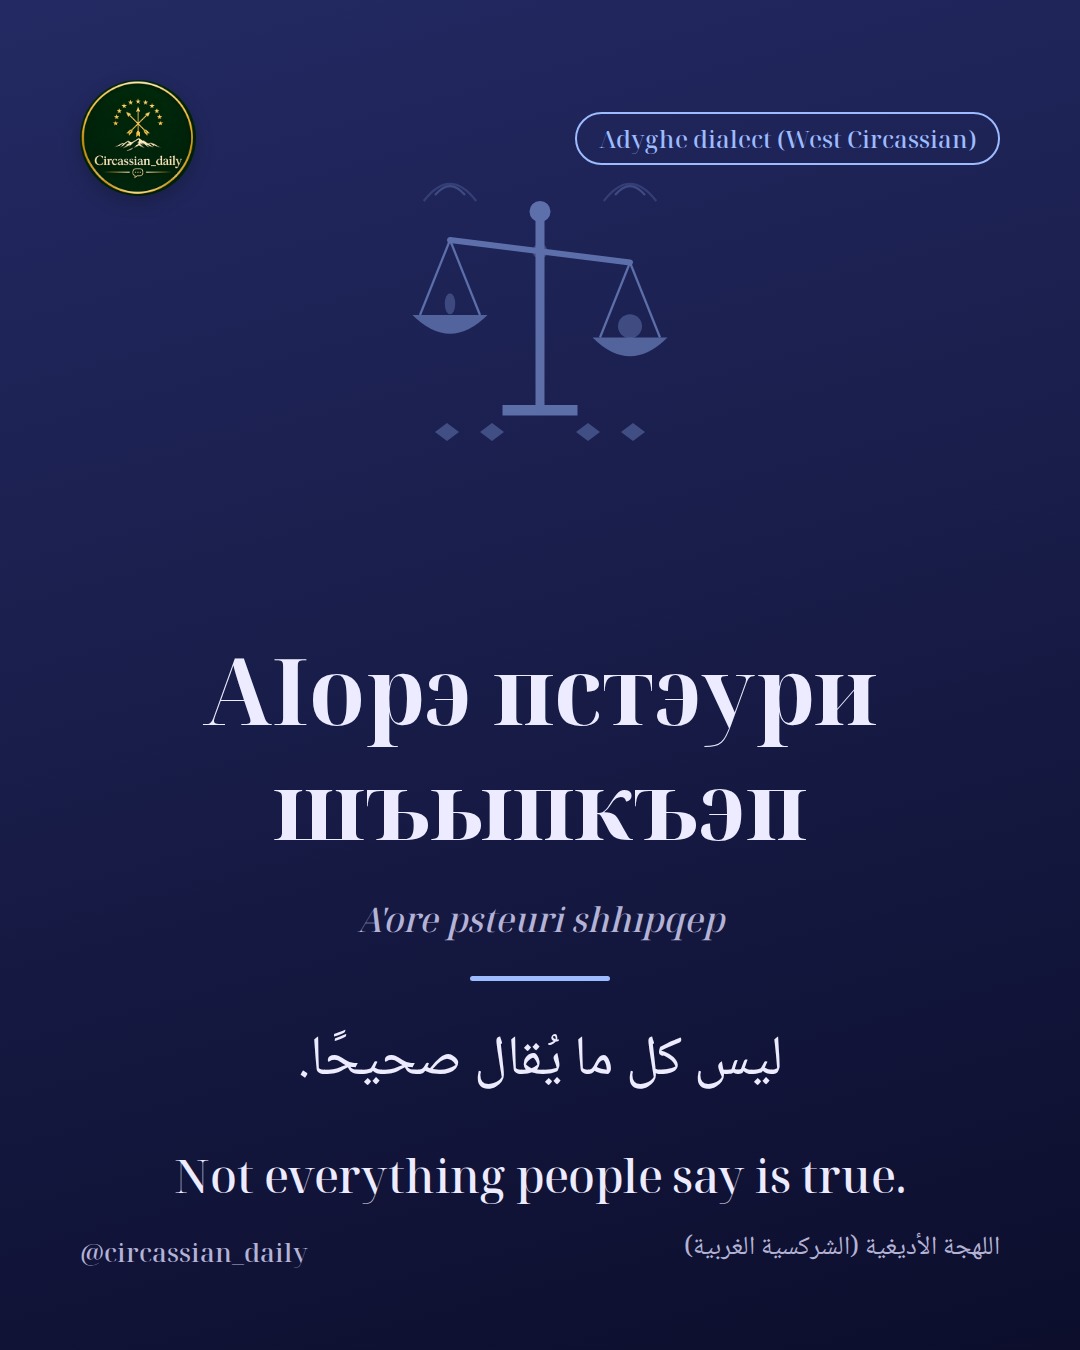 Circassian_daily
Adyghe dialect (West Circassian)
АӀорэ пстэури
шъыпкъэп
A'ore psteuri shhıpqep
ليس كل ما يُقال صحيحًا.
Not everything people say is true.
@circassian_daily
اللهجة الأديغية (الشركسية الغربية)